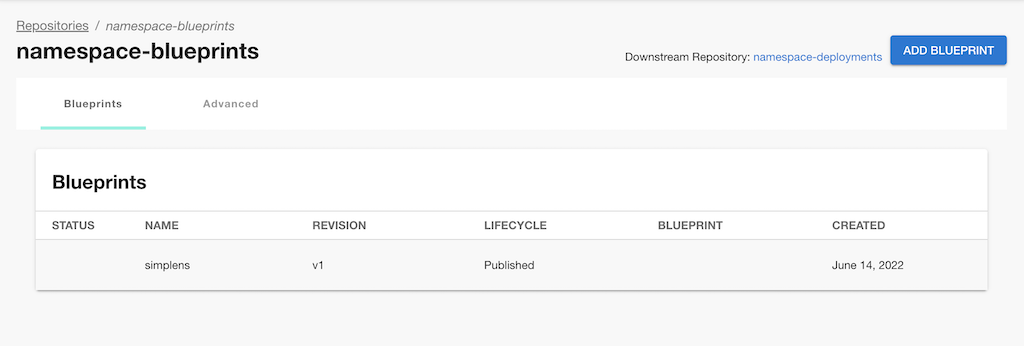 Repositories / namespace-blueprints
namespace-blueprints
Downstream Repository: namespace-deployments
ADD BLUEPRINT
Blueprints Advanced
Blueprints
STATUS NAME REVISION LIFECYCLE BLUEPRINT CREATED
simplens v1 Published June 14, 2022